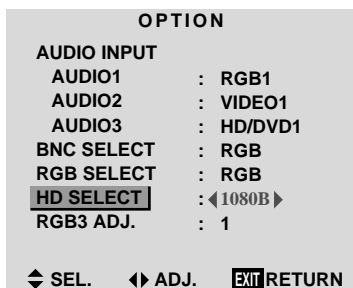 OPTION
AUDIO INPUT
AUDIO1 : RGB1
AUDIO2 : VIDEO1
AUDIO3 : HD/DVD1
BNC SELECT : RGB
RGB SELECT : RGB
HD SELECT : 1080B
RGB3 ADJ. : 1
SEL. ADJ. EXIT RETURN